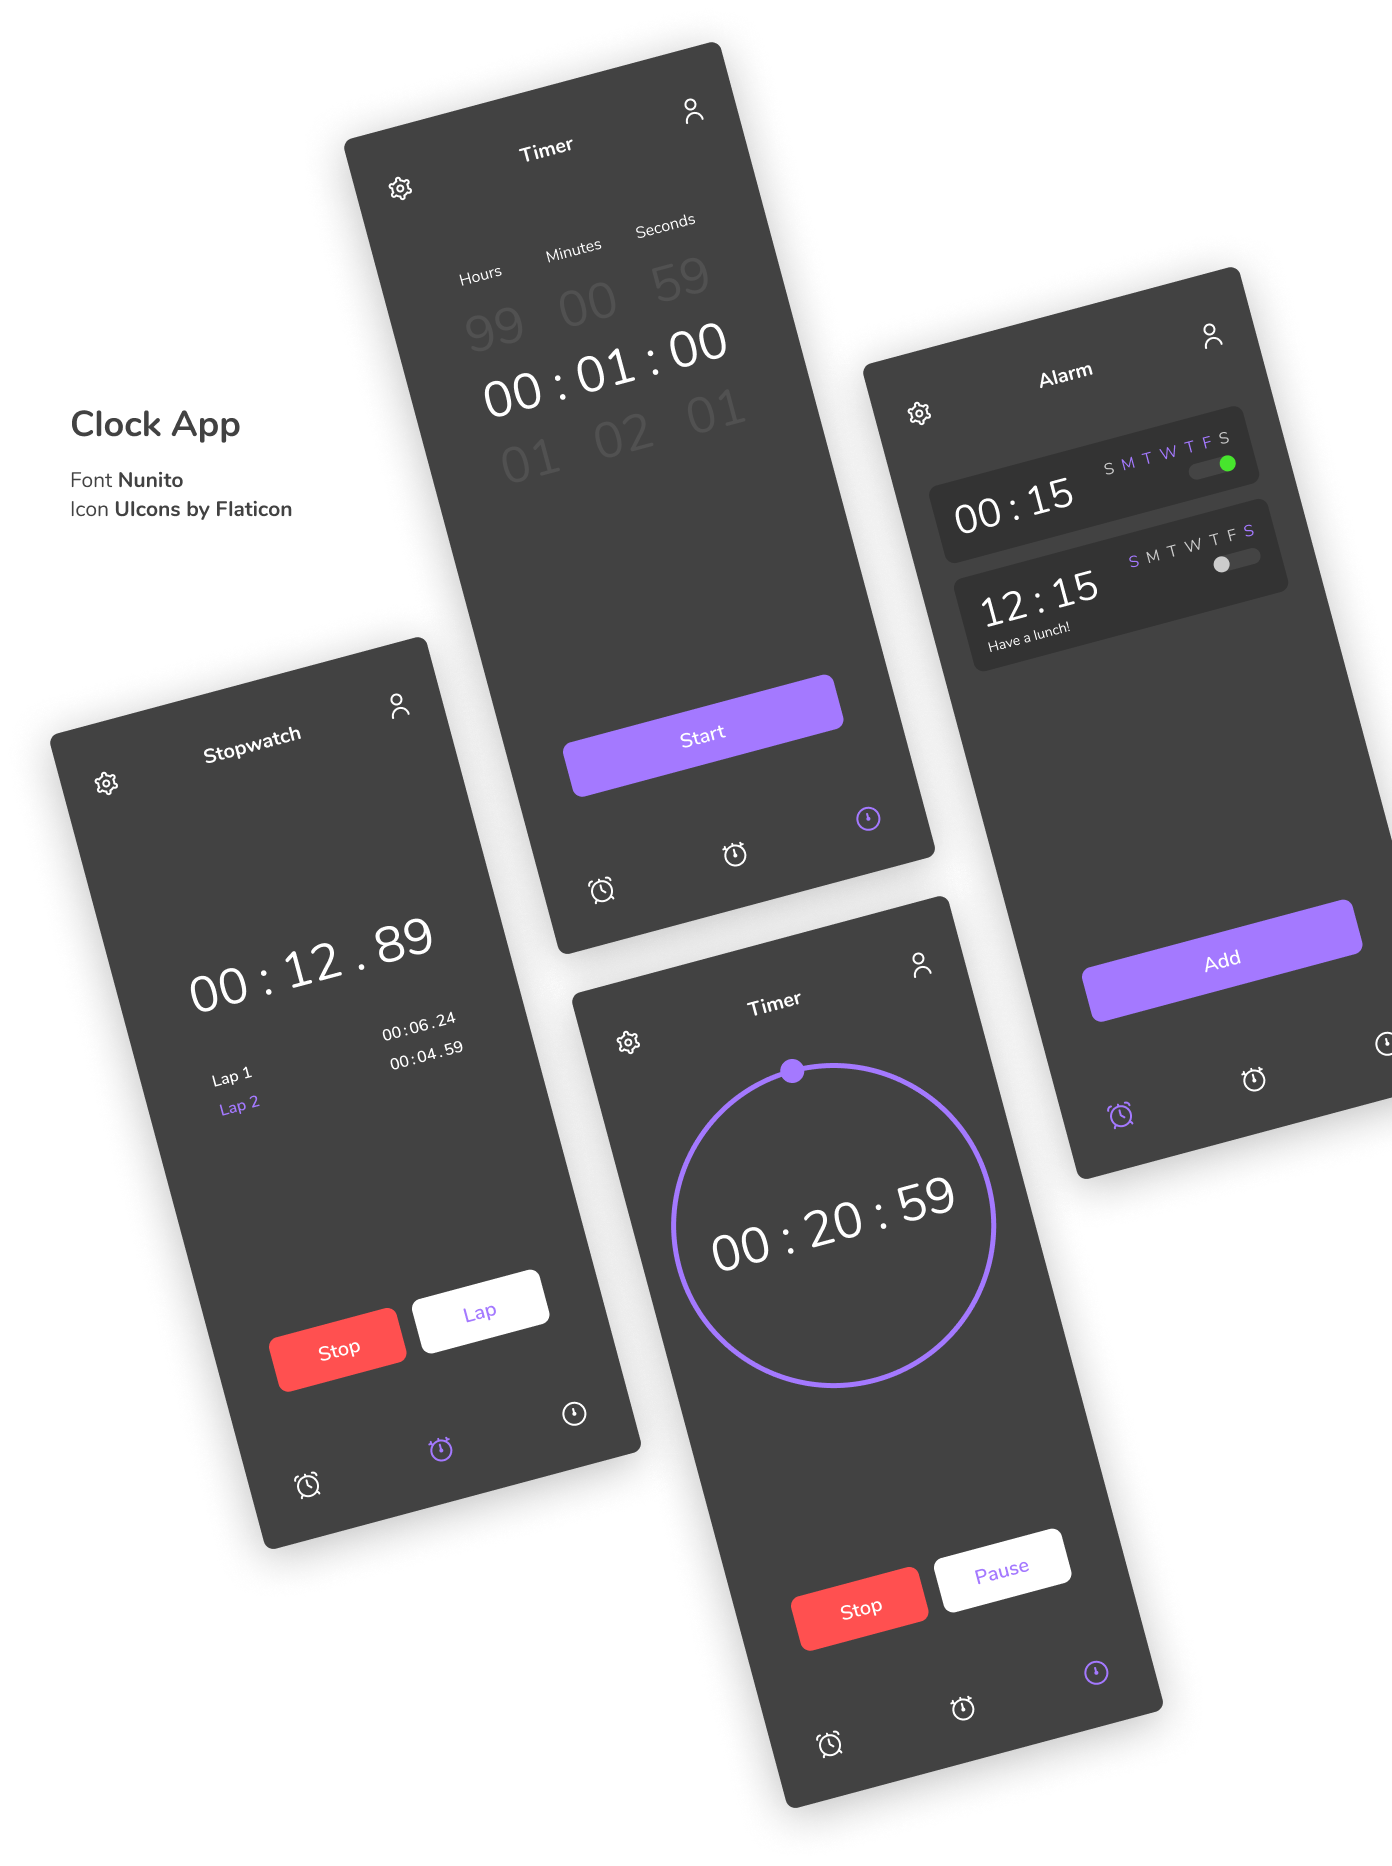 Clock App
Font Nunito
Icon UIcons by Flaticon
Timer
Hours Minutes Seconds
99 00 59
00 : 01 : 00
01 02 01
Start
Alarm
00 : 15
S M T W T F S
12 : 15
S M T W T F S
Have a lunch!
Add
Stopwatch
00 : 12 . 89
Lap 1 00:06.24
Lap 2 00:04.59
Stop Lap
Timer
00 : 20 : 59
Stop Pause